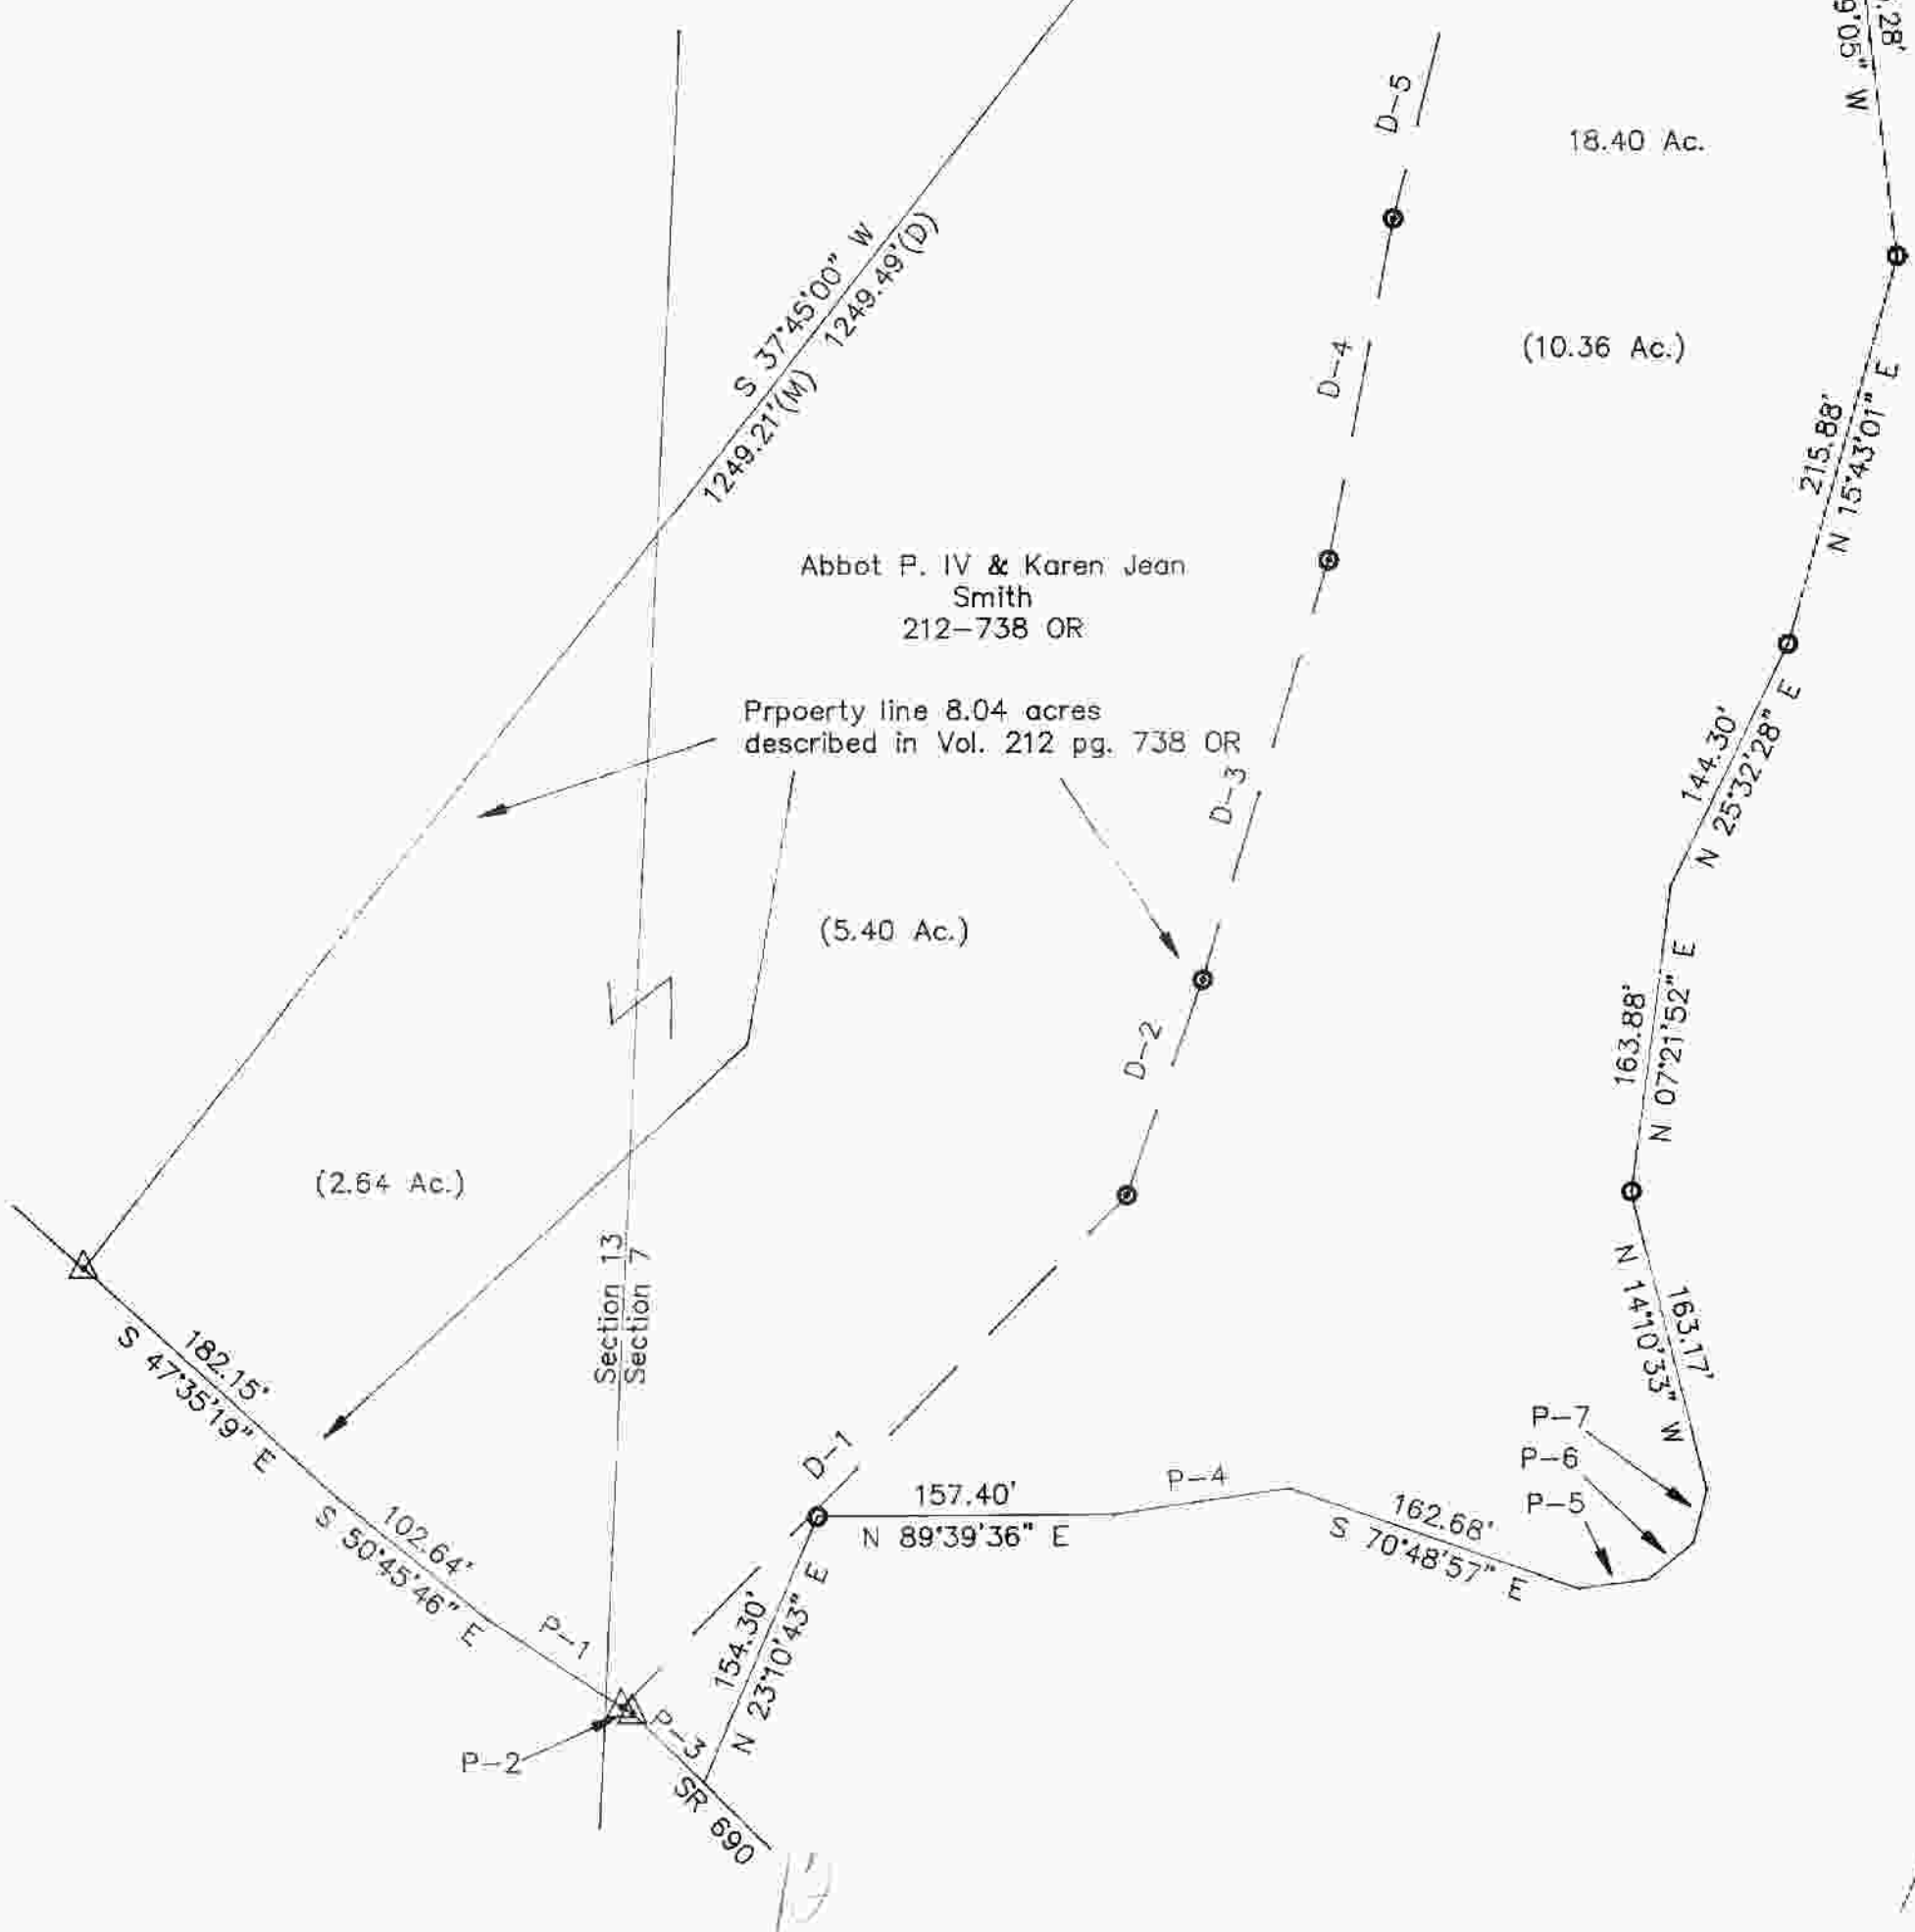 .28'
6'05" W
D-5
18.40 Ac.
S 37°45'00" W
1249.49'(D)
1249.21'(M)
D-4
(10.36 Ac.)
215.88'
N 15°43'01" E
Abbot P. IV & Karen Jean
Smith
212-738 OR
Prpoerty line 8.04 acres
described in Vol. 212 pg. 738 OR
D-3
144.30'
N 25°32'28" E
(5.40 Ac.)
D-2
163.88'
N 07°21'52" E
(2.64 Ac.)
Section 13
Section 7
163.17'
N 14°10'33" W
182.15'
S 47°35'19" E
P-7
P-6
P-5
D-1
157.40'
N 89°39'36" E
P-4
162.68'
S 70°48'57" E
102.64'
S 50°45'46" E
P-1
154.30'
N 23°10'43" E
P-2
P-3
SR 690